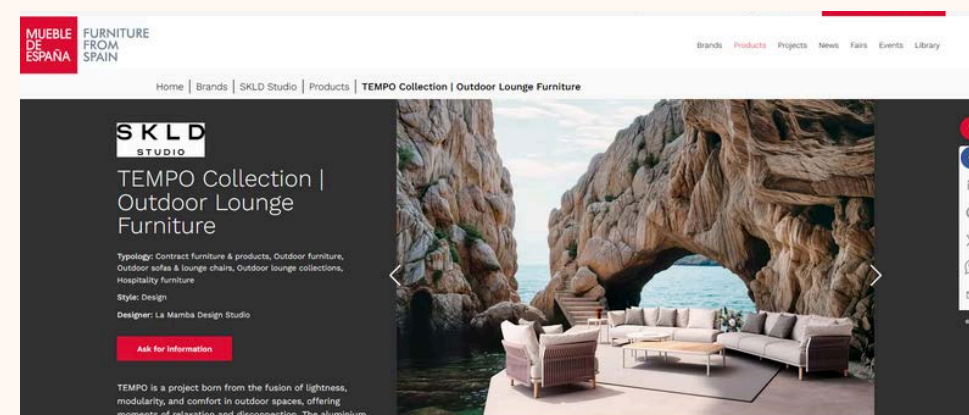 MUEBLE
DE
ESPAÑA
FURNITURE
FROM
SPAIN
Brands Products Projects News Fairs Events Library
Home | Brands | SKLD Studio | Products | TEMPO Collection | Outdoor Lounge Furniture
SKLD
STUDIO
TEMPO Collection |
Outdoor Lounge
Furniture
Typology: Contract furniture & products, Outdoor furniture,
Outdoor sofas & lounge chairs, Outdoor lounge collections,
Hospitality furniture
Style: Design
Designer: La Mamba Design Studio
Ask for information
TEMPO is a project born from the fusion of lightness,
modularity, and comfort in outdoor spaces, offering
moments of relaxation and disconnection. The aluminium